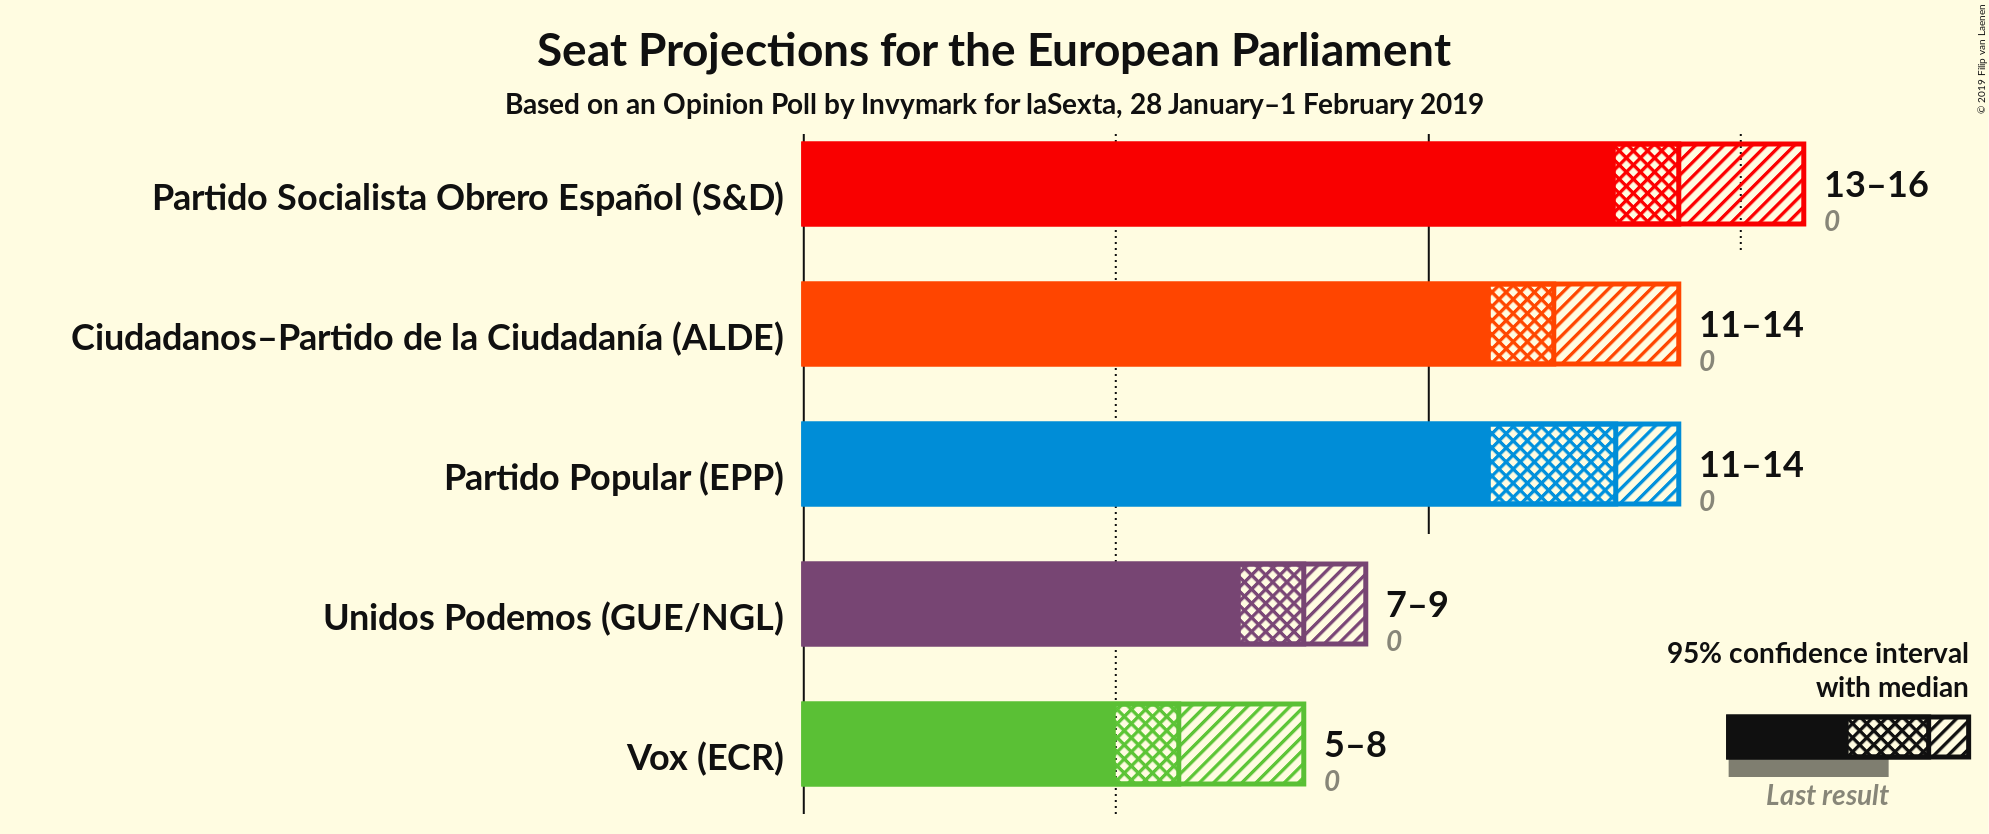 Seat Projections for the European Parliament
Based on an Opinion Poll by Invymark for laSexta, 28 January–1 February 2019
© 2019 Filip van Laenen
Partido Socialista Obrero Español (S&D)
13–16
0
Ciudadanos–Partido de la Ciudadanía (ALDE)
11–14
0
Partido Popular (EPP)
11–14
0
Unidos Podemos (GUE/NGL)
7–9
0
Vox (ECR)
5–8
0
95% confidence interval
with median
Last result